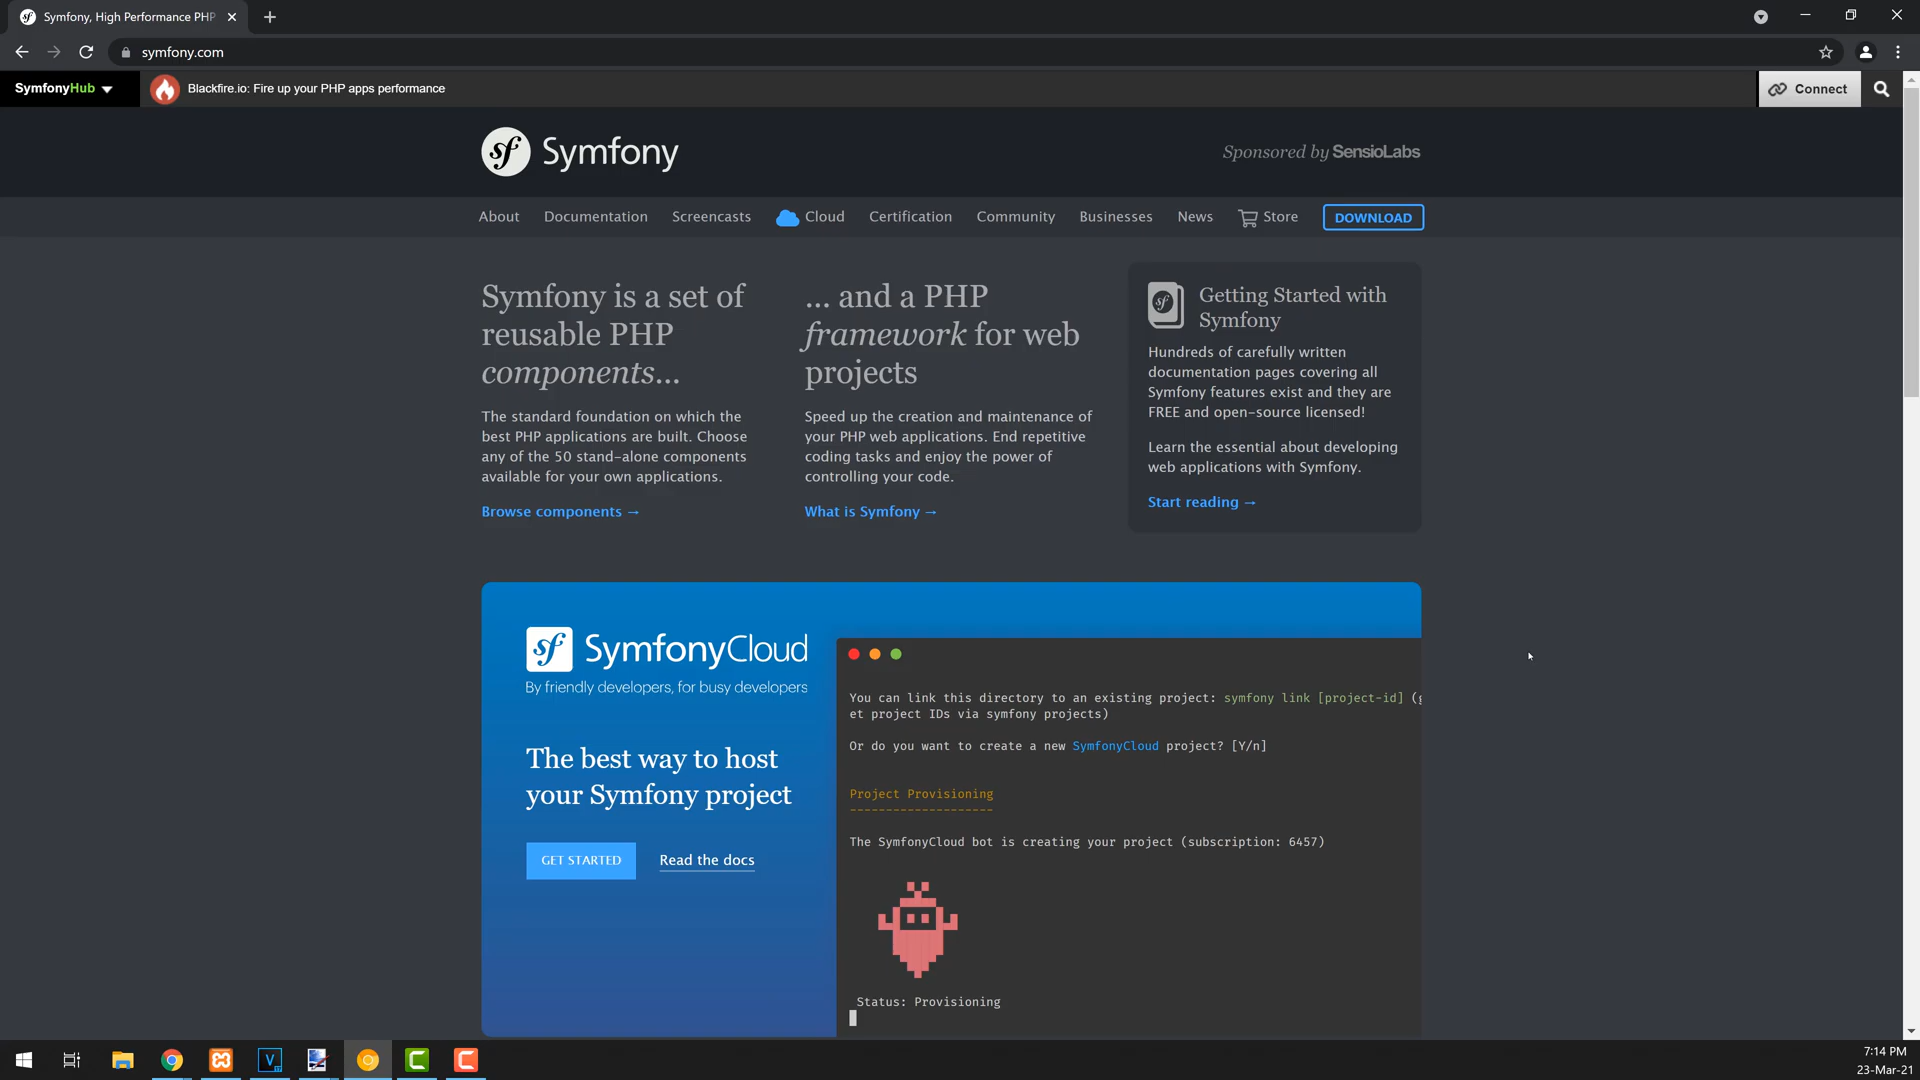 Symfony, High Performance PHP
symfony.com
SymfonyHub
Blackfire.io: Fire up your PHP apps performance
Connect
sf Symfony
Sponsored by SensioLabs
About Documentation Screencasts Cloud Certification Community Businesses News Store DOWNLOAD
Symfony is a set of
reusable PHP
components...
The standard foundation on which the
best PHP applications are built. Choose
any of the 50 stand-alone components
available for your own applications.
Browse components →
... and a PHP
framework for web
projects
Speed up the creation and maintenance of
your PHP web applications. End repetitive
coding tasks and enjoy the power of
controlling your code.
What is Symfony →
Getting Started with
Symfony
Hundreds of carefully written
documentation pages covering all
Symfony features exist and they are
FREE and open-source licensed!
Learn the essential about developing
web applications with Symfony.
Start reading →
sf SymfonyCloud
By friendly developers, for busy developers
The best way to host
your Symfony project
GET STARTED
Read the docs
You can link this directory to an existing project: symfony link [project-id] (g
et project IDs via symfony projects)
Or do you want to create a new SymfonyCloud project? [Y/n]
Project Provisioning
--------------------
The SymfonyCloud bot is creating your project (subscription: 6457)
Status: Provisioning
7:14 PM
23-Mar-21